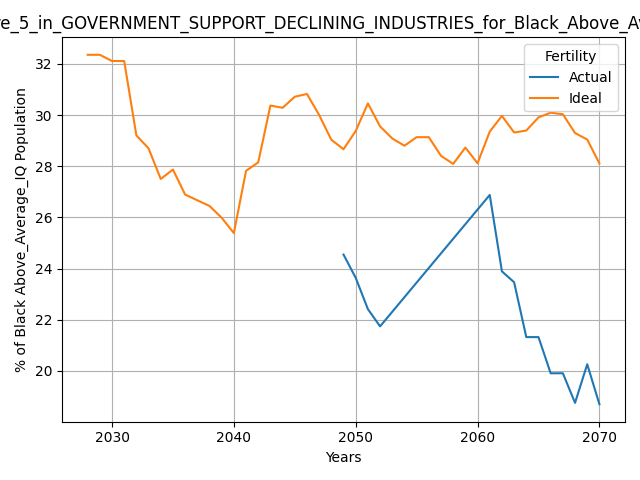 re_5_in_GOVERNMENT_SUPPORT_DECLINING_INDUSTRIES_for_Black_Above_Av
Fertility
Actual
Ideal
% of Black Above_Average_IQ Population
32
30
28
26
24
22
20
2030
2040
2050
2060
2070
Years